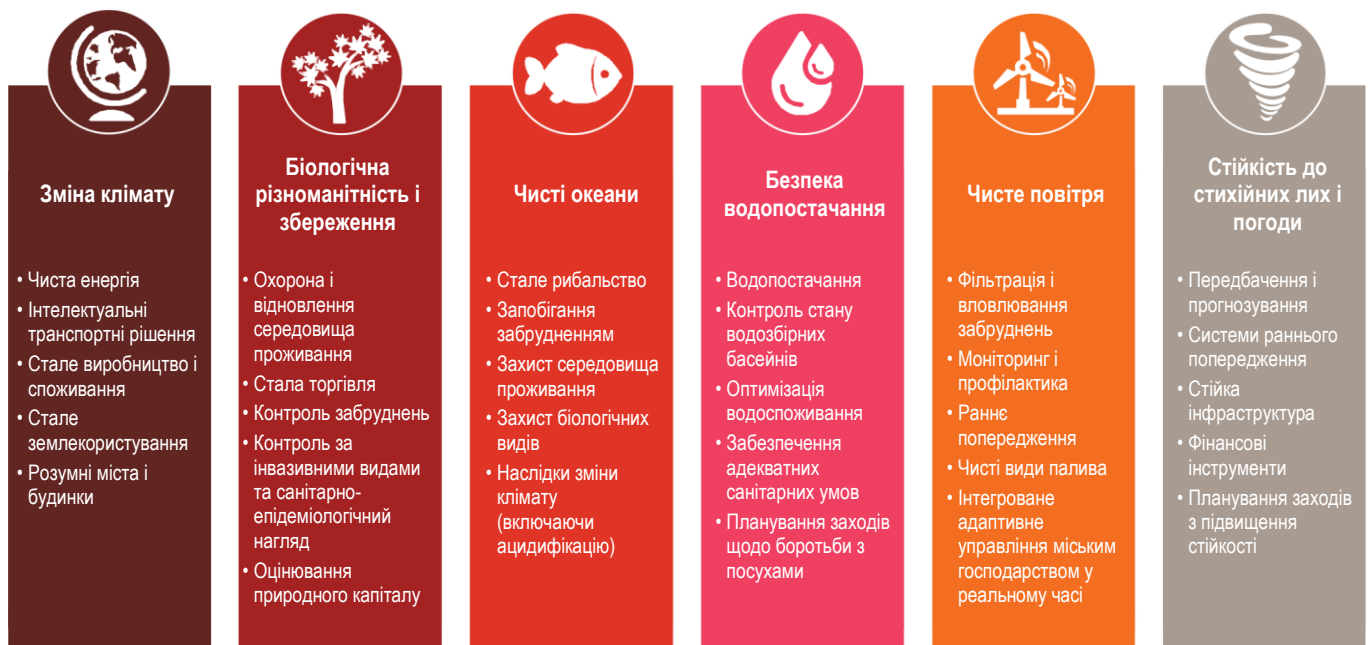 Зміна клімату
• Чиста енергія
• Інтелектуальні
транспортні рішення
• Стале виробництво і
споживання
• Стале
землекористування
• Розумні міста і
будинки
Біологічна
різноманітність і
збереження
• Охорона і
відновлення
середовища
проживання
• Стала торгівля
• Контроль забруднень
• Контроль за
інвазивними видами
та санітарно-
епідеміологічний
нагляд
• Оцінювання
природного капіталу
Чисті океани
• Стале рибальство
• Запобігання
забрудненням
• Захист середовища
проживання
• Захист біологічних
видів
• Наслідки зміни
клімату
(включаючи
ацидифікацію)
Безпека
водопостачання
• Водопостачання
• Контроль стану
водозбірних
басейнів
• Оптимізація
водоспоживання
• Забезпечення
адекватних
санітарних умов
• Планування заходів
щодо боротьби з
посухами
Чисте повітря
• Фільтрація і
вловлювання
забруднень
• Моніторинг і
профілактика
• Раннє
попередження
• Чисті види палива
• Інтегроване
адаптивне
управління міським
господарством у
реальному часі
Стійкість до
стихійних лих і
погоди
• Передбачення і
прогнозування
• Системи раннього
попередження
• Стійка
інфраструктура
• Фінансові
інструменти
• Планування заходів
з підвищення
стійкості